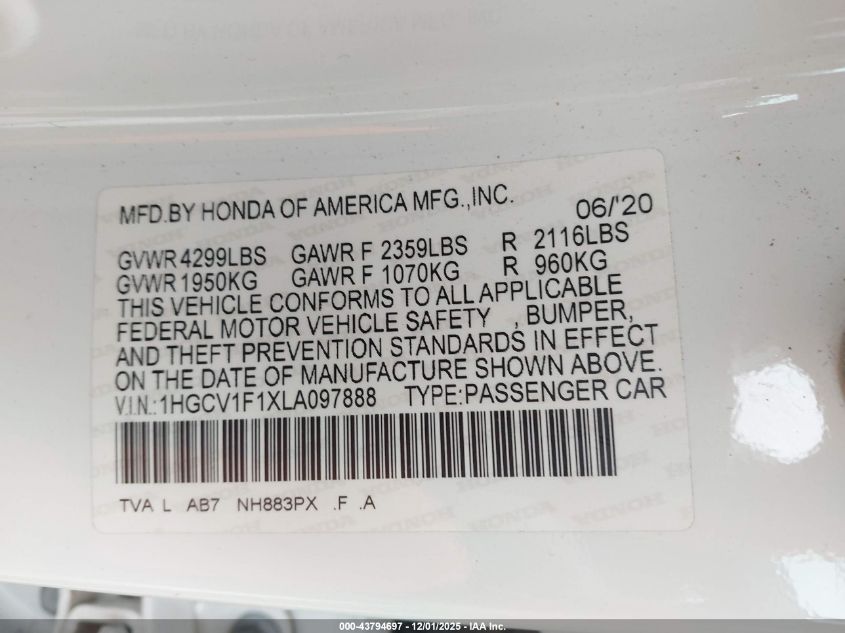 MFD.BY HONDA OF AMERICA MFG.,INC. 06/'20
GVWR 4299LBS GAWR F 2359LBS R 2116LBS
GVWR 1950KG GAWR F 1070KG R 960KG
THIS VEHICLE CONFORMS TO ALL APPLICABLE
FEDERAL MOTOR VEHICLE SAFETY , BUMPER,
AND THEFT PREVENTION STANDARDS IN EFFECT
ON THE DATE OF MANUFACTURE SHOWN ABOVE.
V.I.N.:1HGCV1F1XLA097888 TYPE:PASSENGER CAR
TVA L AB7 NH883PX .F .A
000-43794697 - 12/01/2025 - IAA Inc.